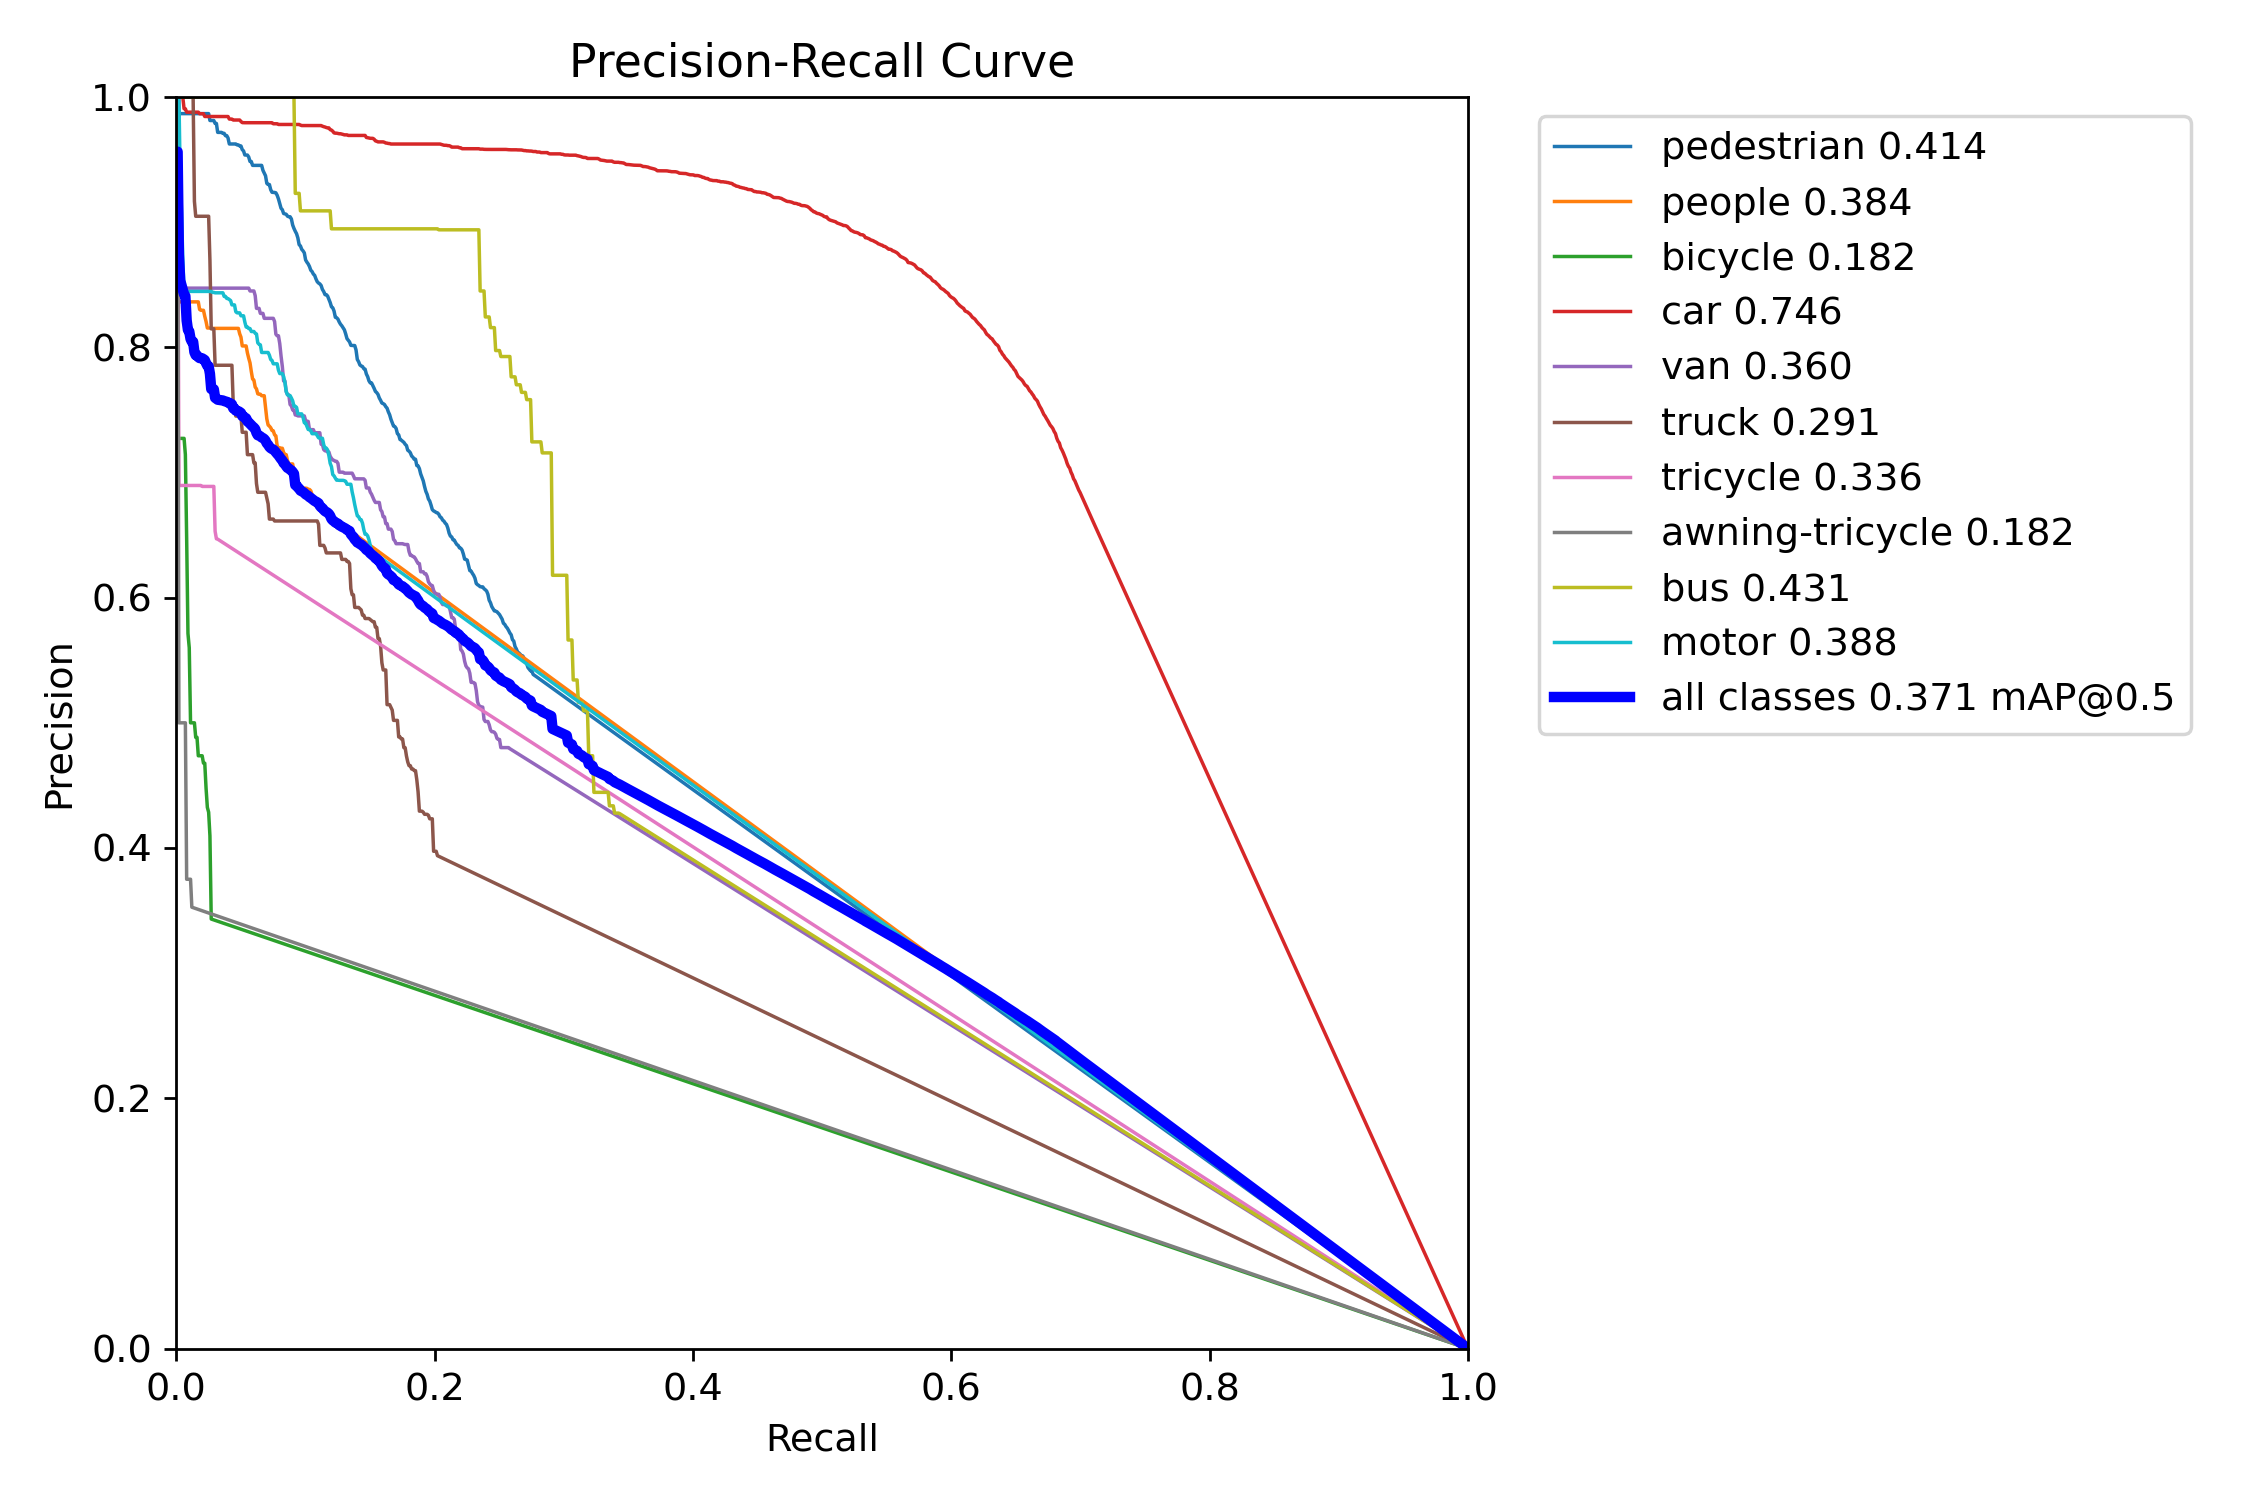 Precision-Recall Curve
1.0
0.8
0.6
0.4
0.2
0.0
Precision
0.0 0.2 0.4 0.6 0.8 1.0
Recall
pedestrian 0.414
people 0.384
bicycle 0.182
car 0.746
van 0.360
truck 0.291
tricycle 0.336
awning-tricycle 0.182
bus 0.431
motor 0.388
all classes 0.371 mAP@0.5